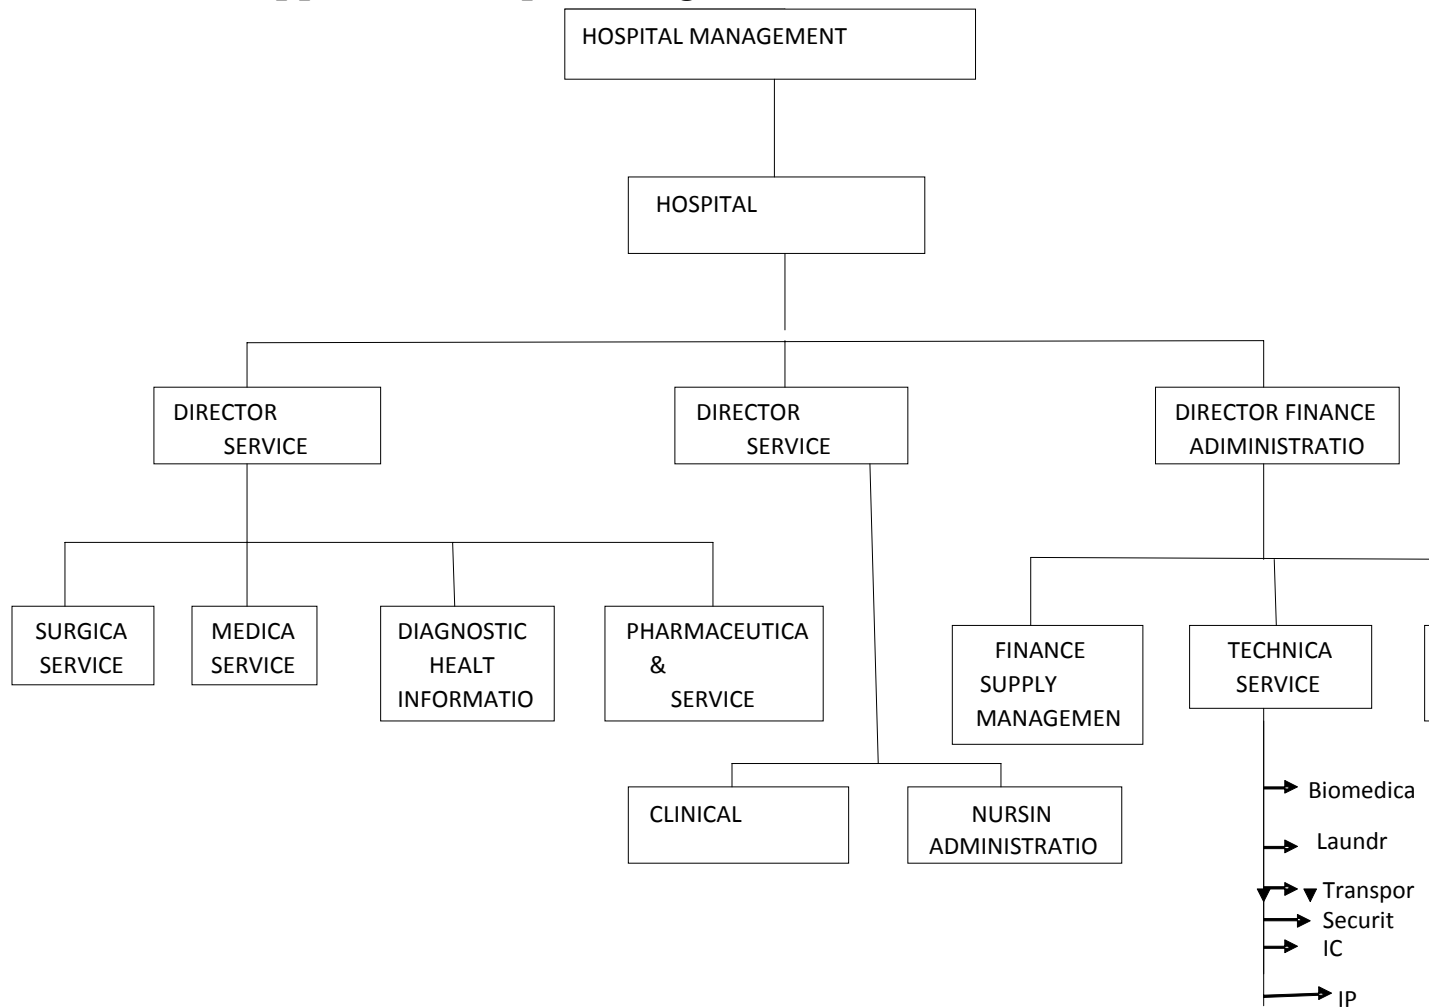 HOSPITAL MANAGEMENT
HOSPITAL
DIRECTOR
SERVICE
DIRECTOR
SERVICE
DIRECTOR FINANCE
ADIMINISTRATIO
SURGICA
SERVICE
MEDICA
SERVICE
DIAGNOSTIC
HEALT
INFORMATIO
PHARMACEUTICA
&
SERVICE
FINANCE
SUPPLY
MANAGEMEN
TECHNICA
SERVICE
CLINICAL
NURSIN
ADMINISTRATIO
Biomedica
Laundr
Transpor
Securit
IC
IP